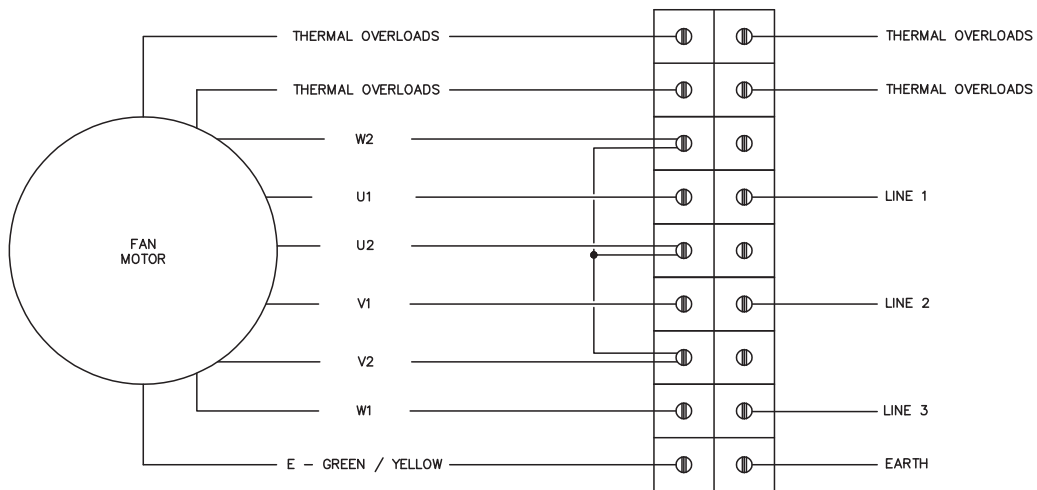 THERMAL OVERLOADS THERMAL OVERLOADS
THERMAL OVERLOADS THERMAL OVERLOADS
W2
U1 LINE 1
FAN
MOTOR
U2
V1 LINE 2
V2
W1 LINE 3
E - GREEN / YELLOW EARTH